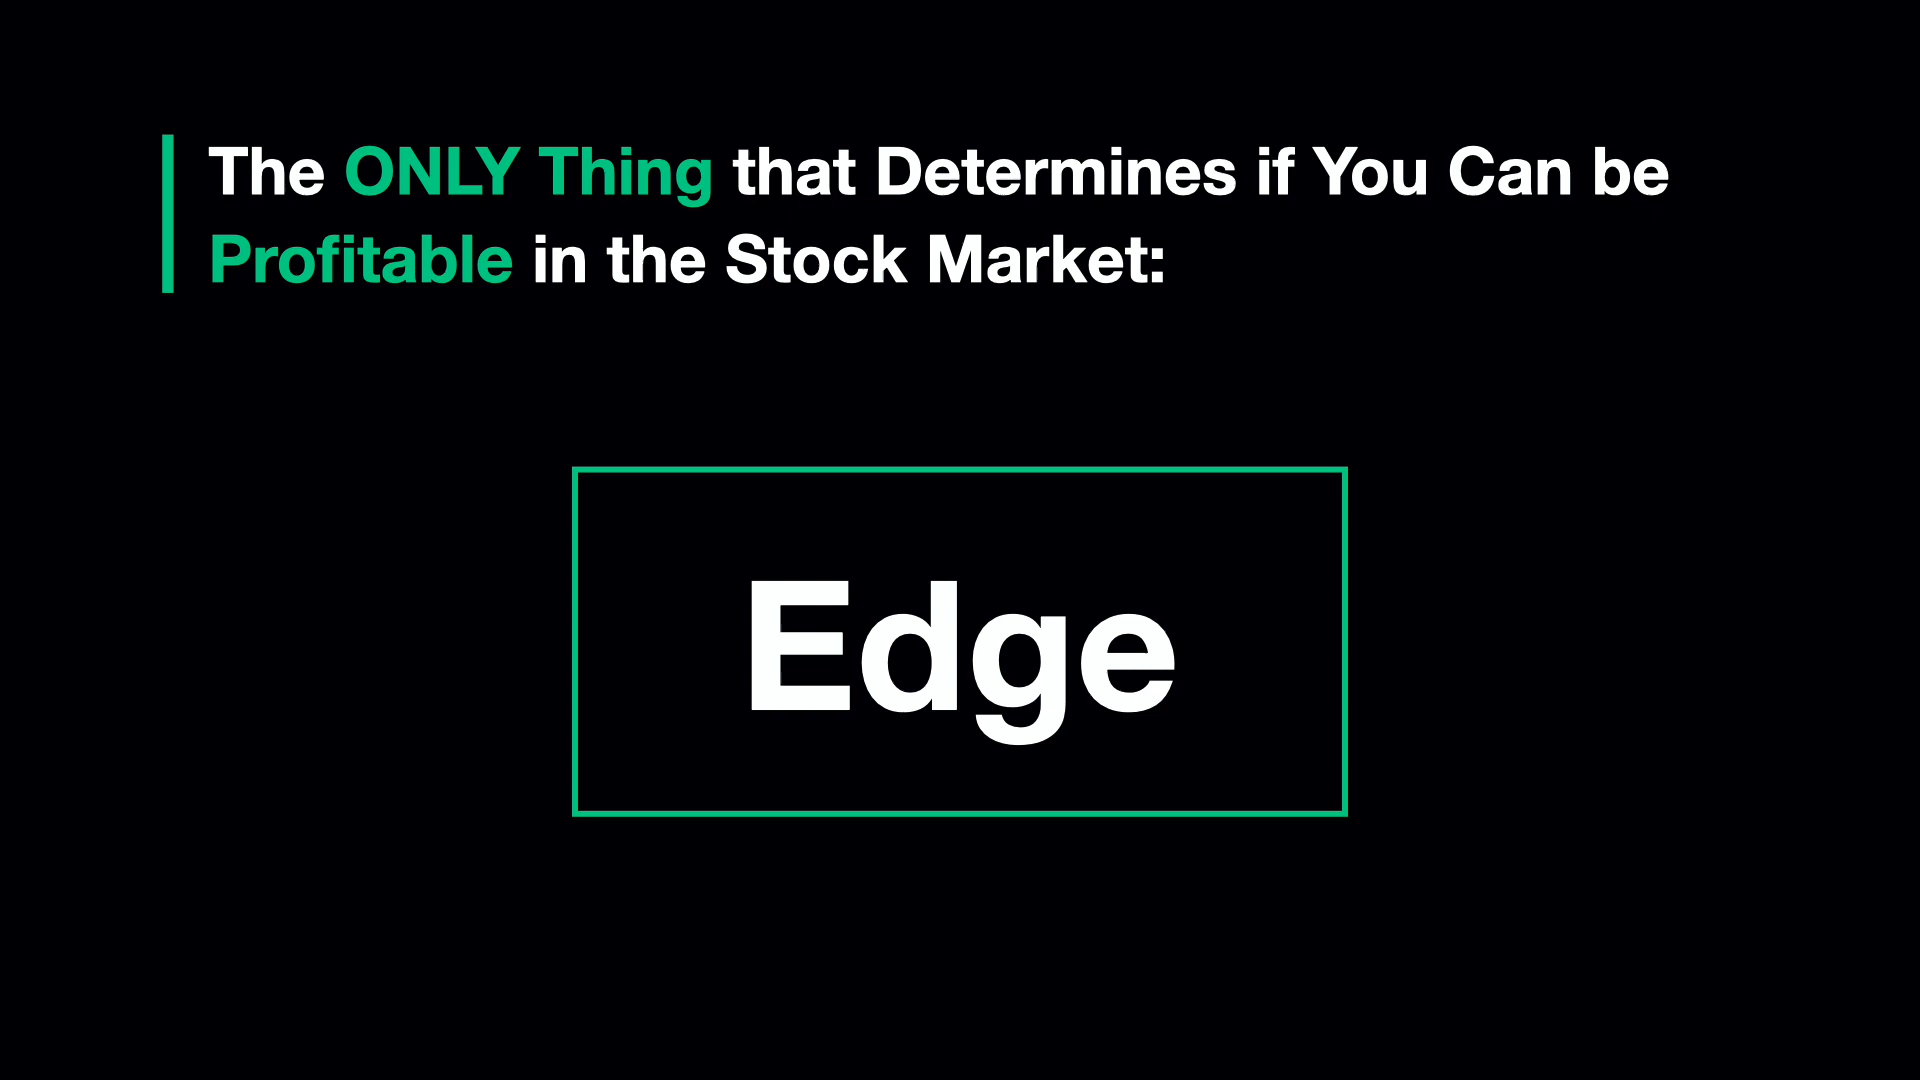 The ONLY Thing that Determines if You Can be
Profitable in the Stock Market:
Edge